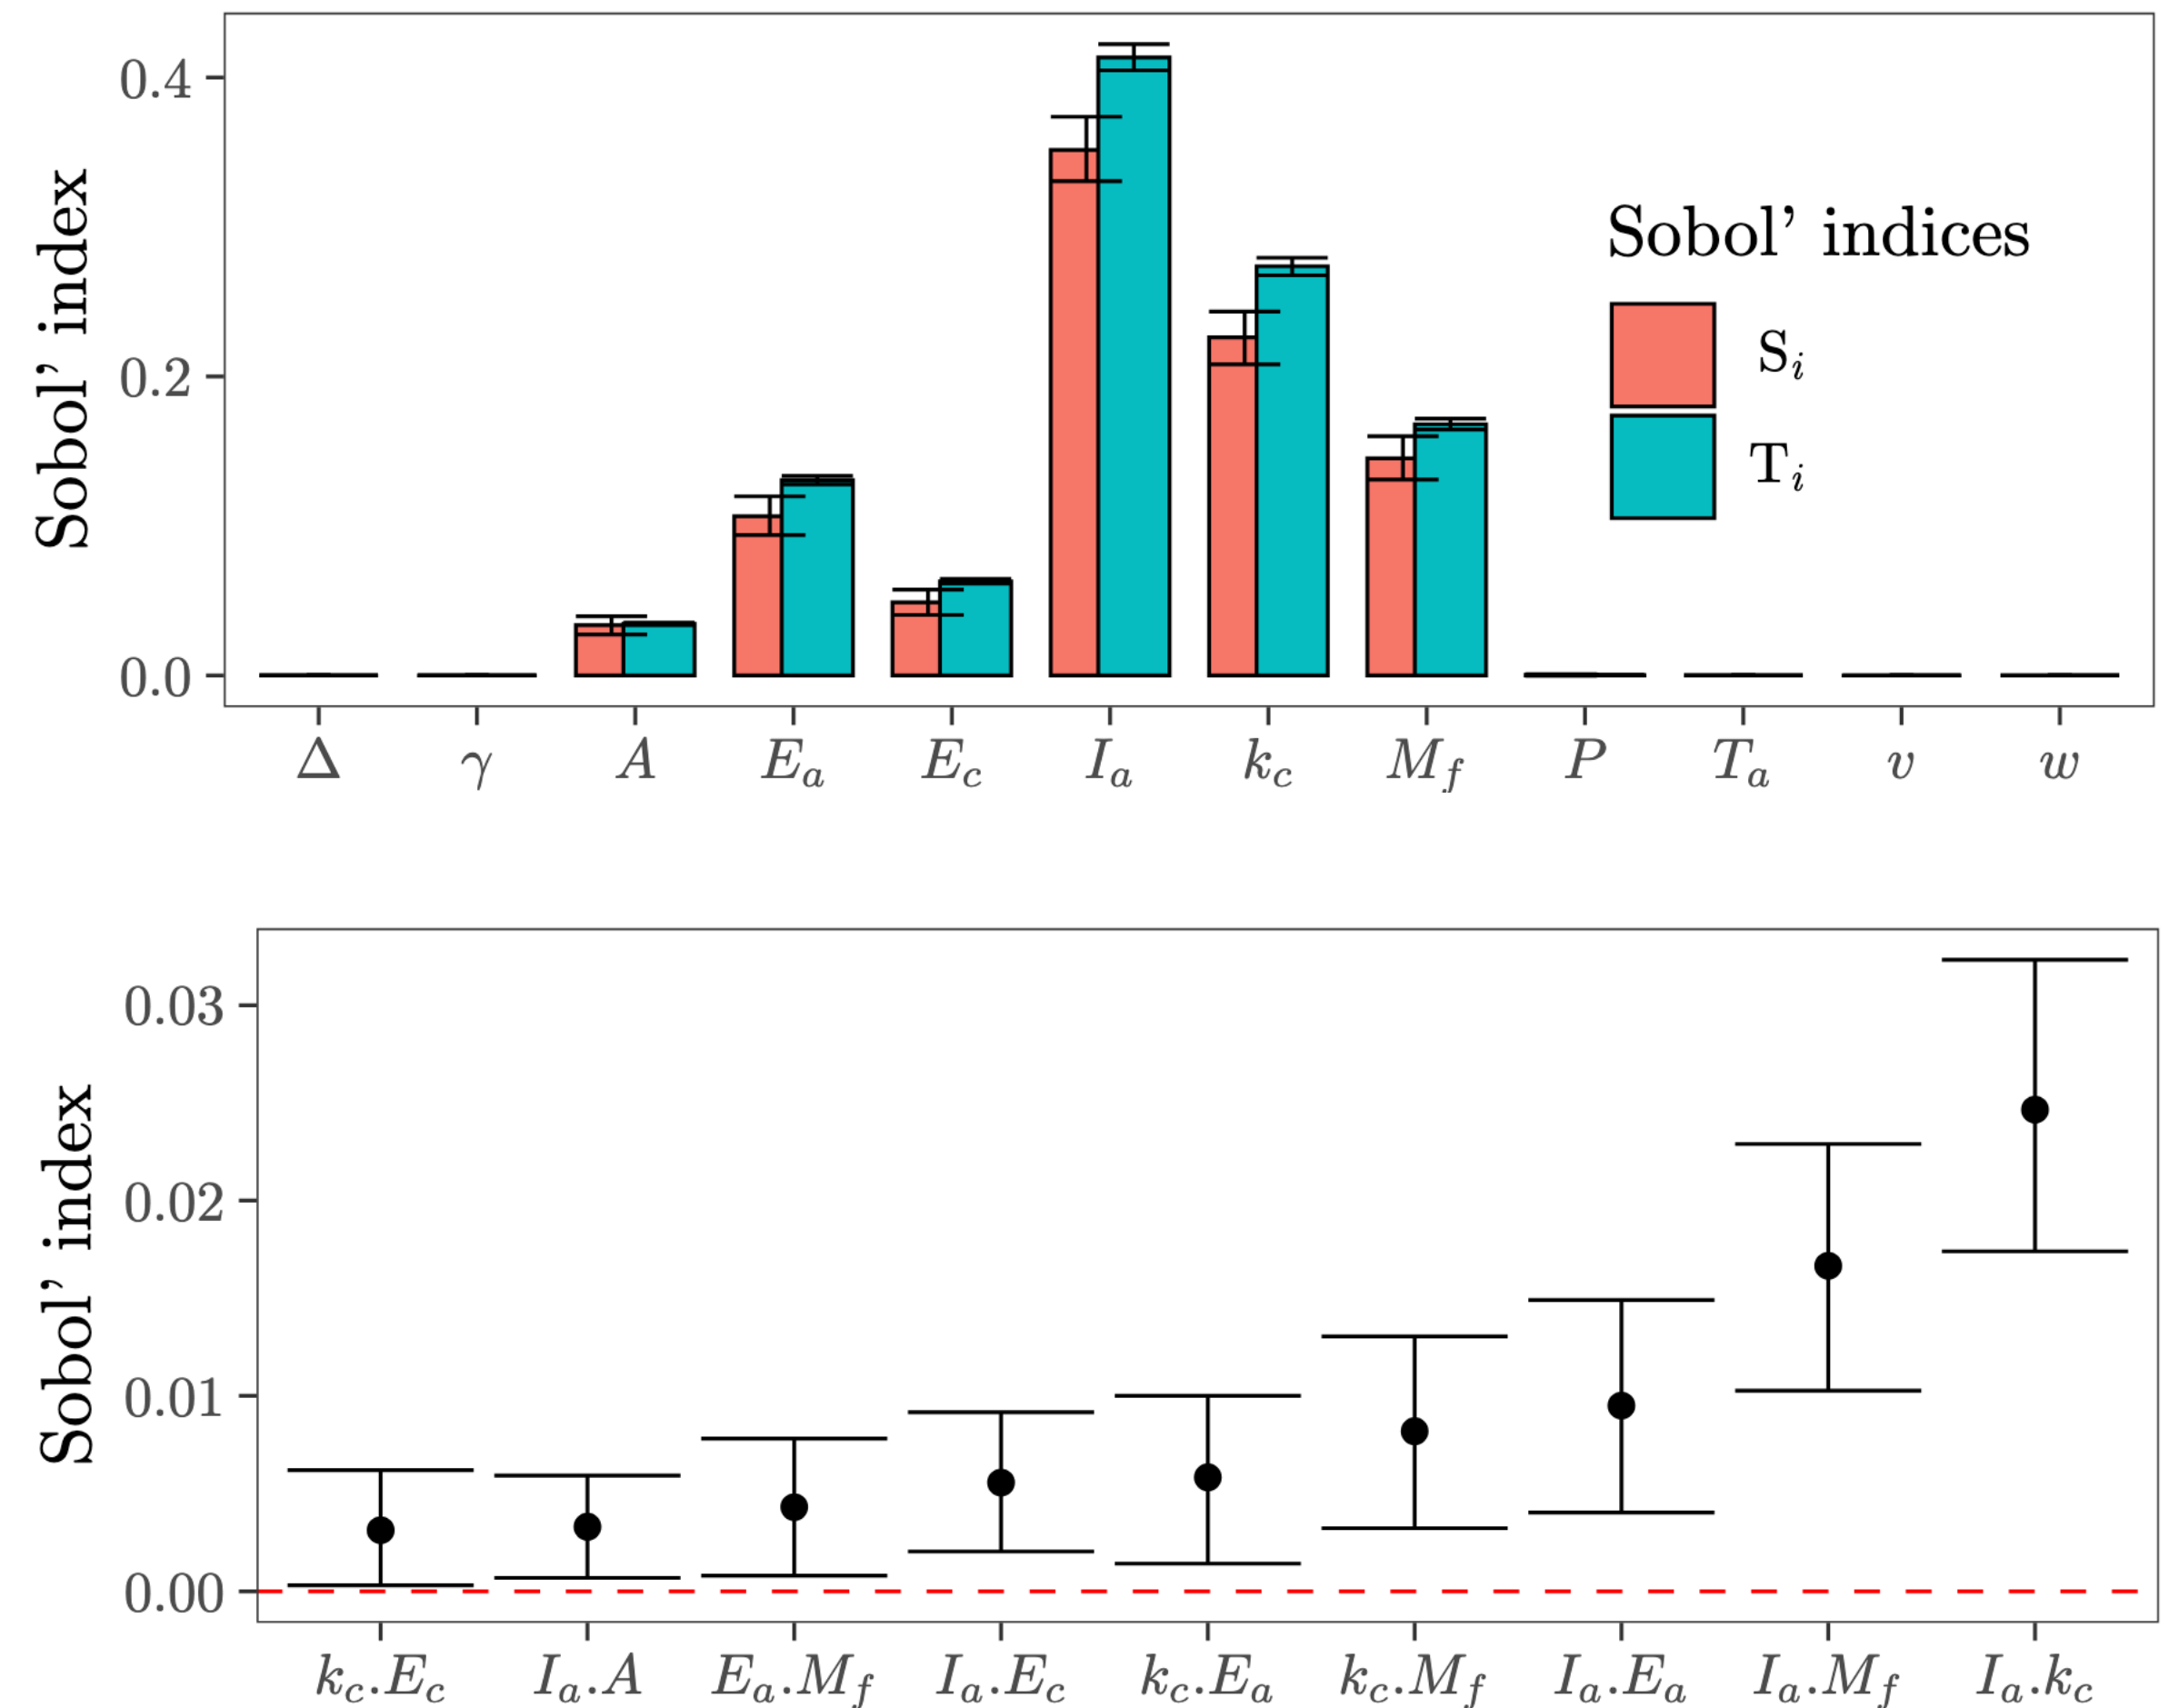 Sobol' index
0.4
0.2
0.0
Sobol' indices
S_i
T_i
Δ γ A E_a E_c I_a k_c M_f P T_a v w
Sobol' index
0.03
0.02
0.01
0.00
k_c.E_c I_a.A E_a.M_f I_a.E_c k_c.E_a k_c.M_f I_a.E_a I_a.M_f I_a.k_c